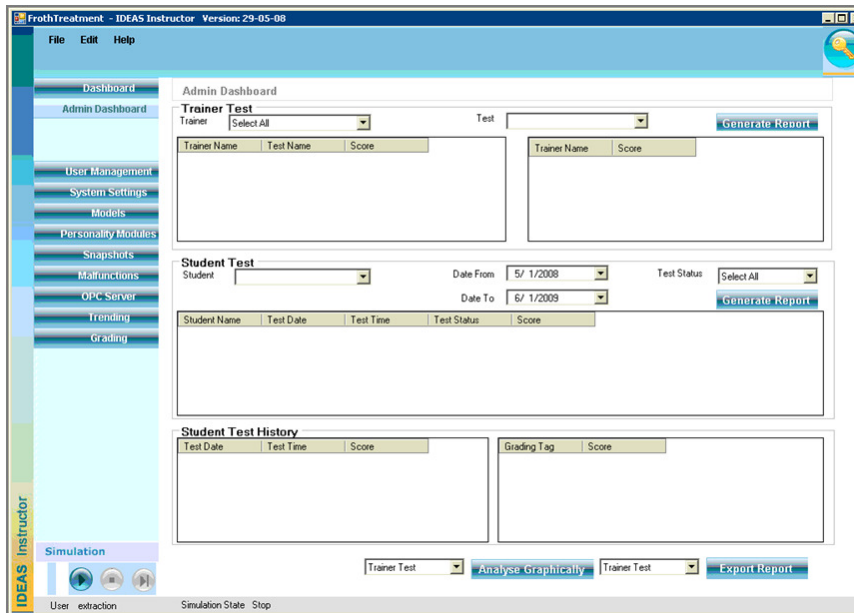 FrothTreatment - IDEAS Instructor Version: 29-05-08
File Edit Help
Dashboard
Admin Dashboard
User Management
System Settings
Models
Personality Modules
Snapshots
Malfunctions
OPC Server
Trending
Grading
Admin Dashboard
Trainer Test
Trainer Select All Test Generate Report
Trainer Name Test Name Score Trainer Name Score
Student Test
Student Date From 5/ 1/2008 Test Status Select All
Date To 6/ 1/2009 Generate Report
Student Name Test Date Test Time Test Status Score
Student Test History
Test Date Test Time Score Grading Tag Score
Trainer Test Analyse Graphically Trainer Test Export Report
IDEAS Instructor
Simulation
User extraction Simulation State Stop